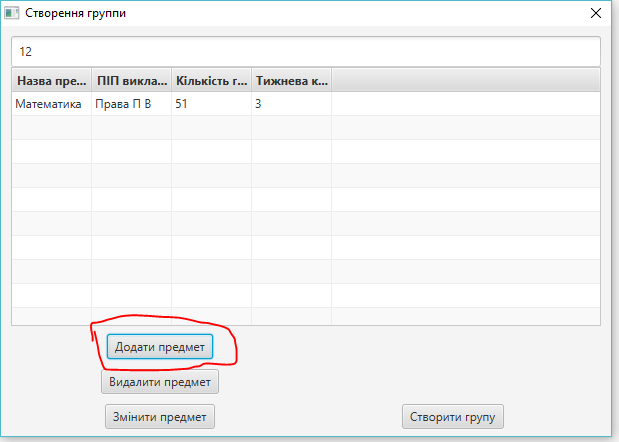 Створення группи
12
Назва пре... ПІП викла... Кількість г... Тижнева к...
Математика Права П В 51 3
Додати предмет
Видалити предмет
Змінити предмет Створити групу